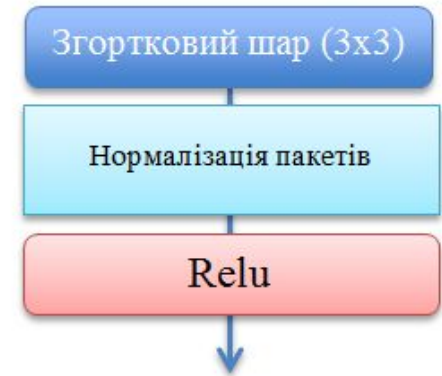 Згортковий шар (3x3)
Нормалізація пакетів
Relu